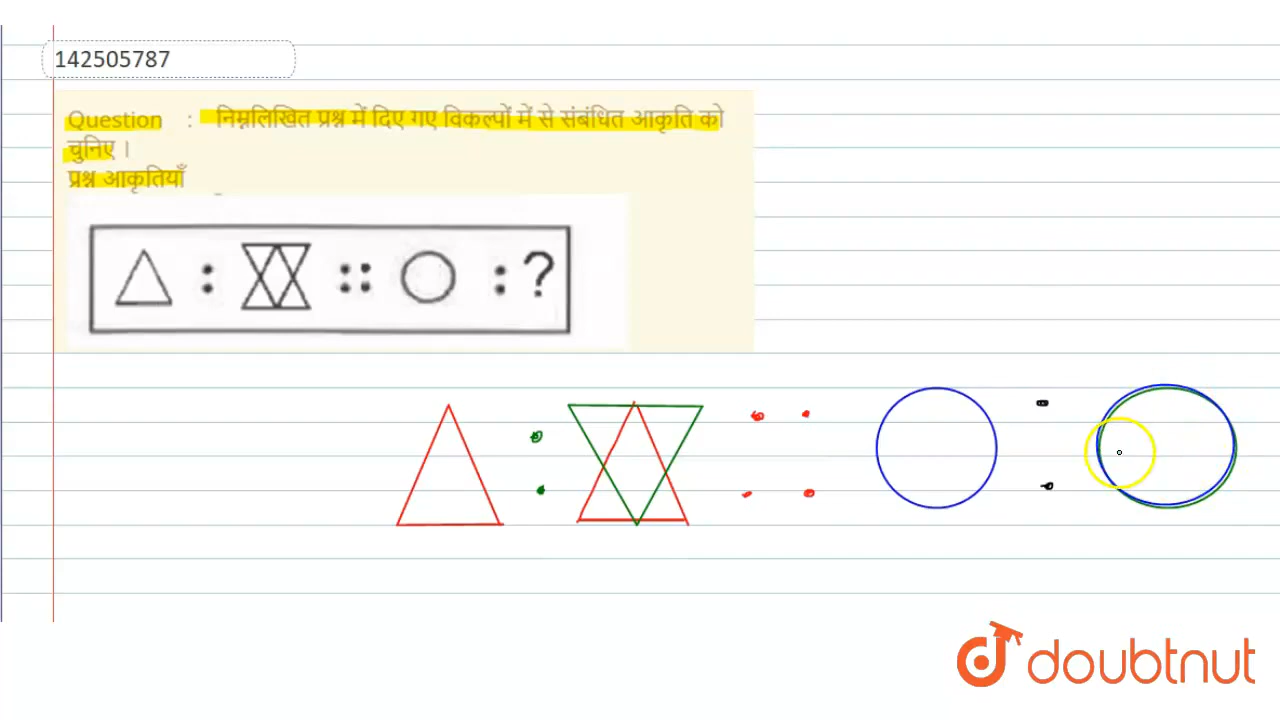 142505787
Question : निम्नलिखित प्रश्न में दिए गए विकल्पों में से संबंधित आकृति को
चुनिए ।
प्रश्न आकृतियाँ
: :: : ?
doubtnut